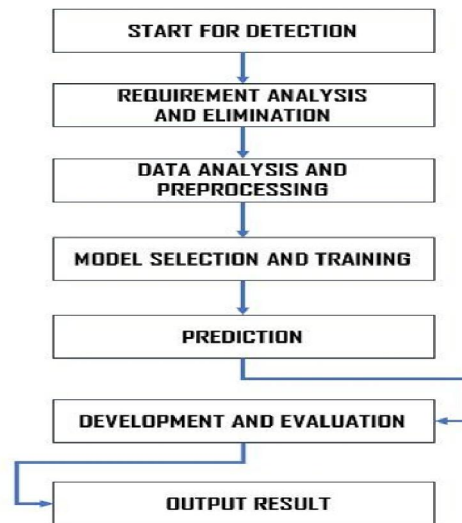 START FOR DETECTION
REQUIREMENT ANALYSIS
AND ELIMINATION
DATA ANALYSIS AND
PREPROCESSING
MODEL SELECTION AND TRAINING
PREDICTION
DEVELOPMENT AND EVALUATION
OUTPUT RESULT